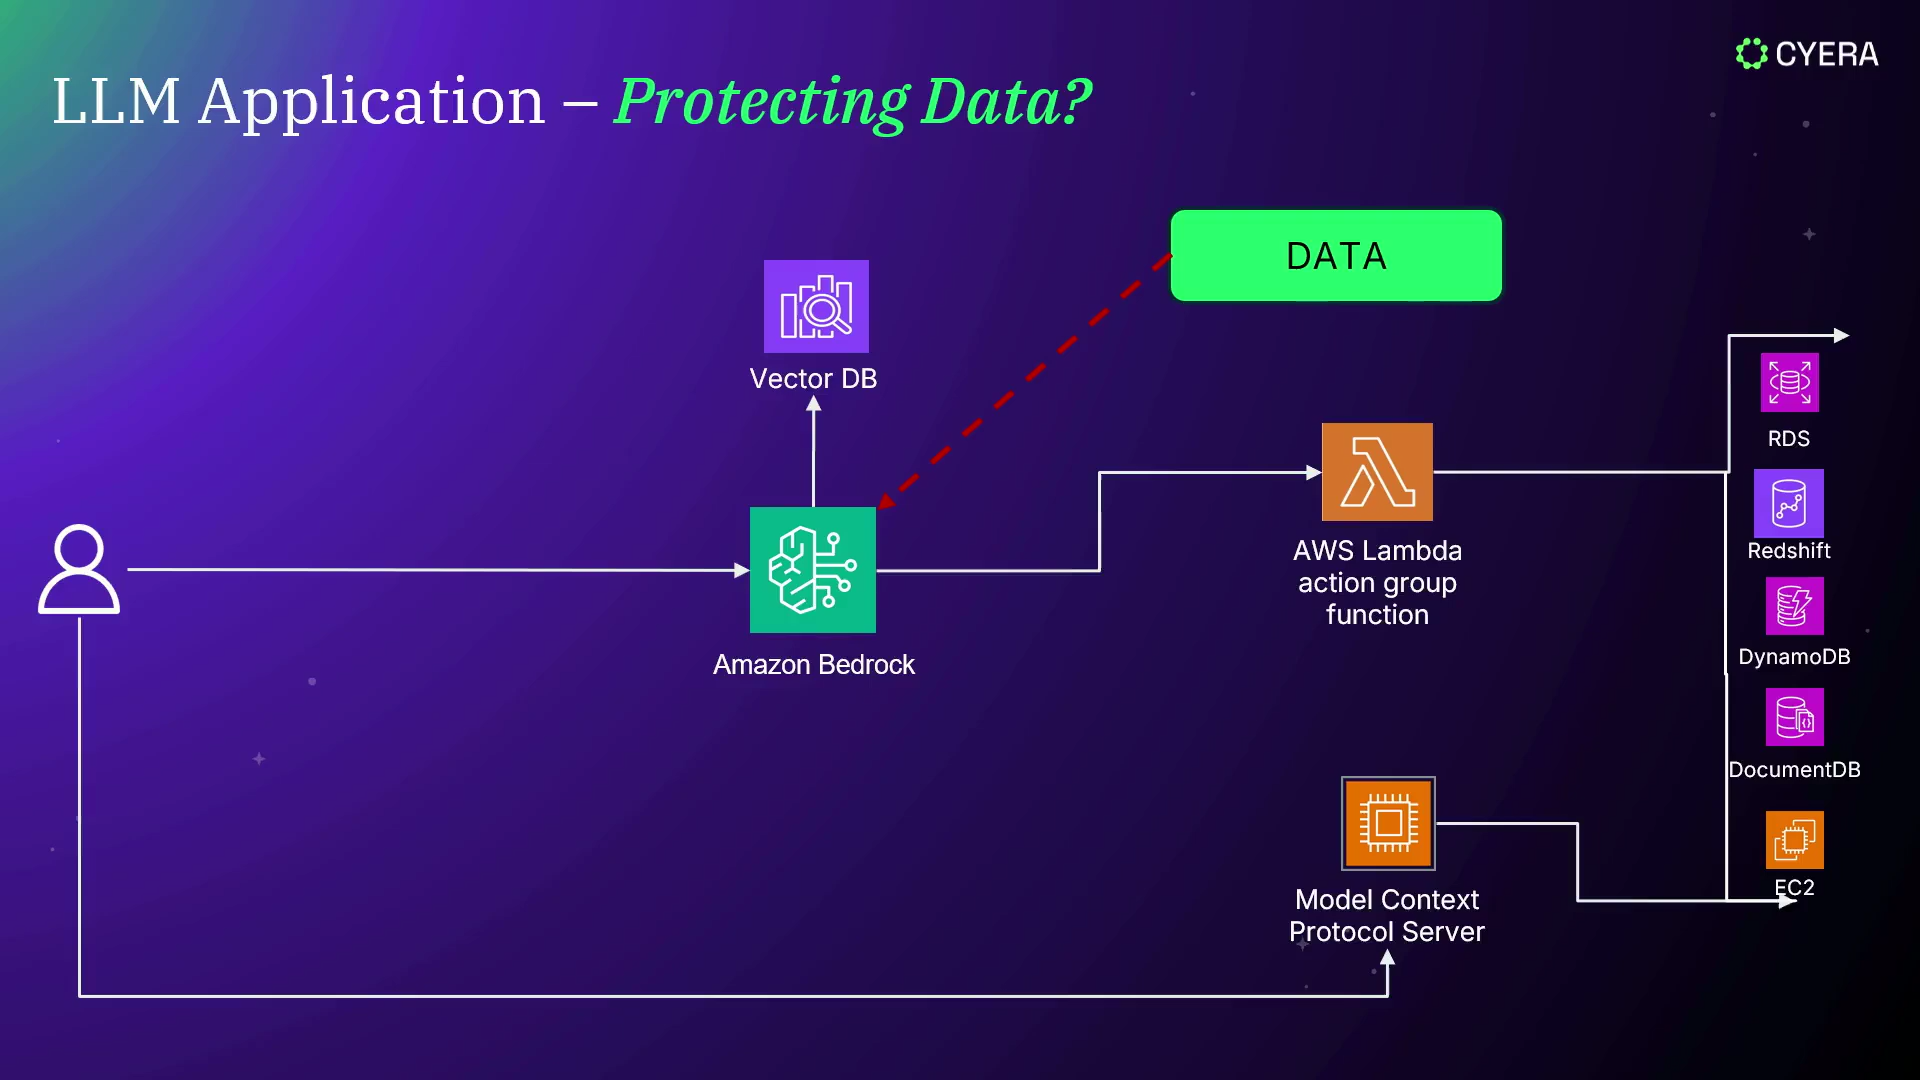 CYERA
LLM Application – Protecting Data?
DATA
Vector DB
RDS
AWS Lambda
action group
function
Redshift
Amazon Bedrock
DynamoDB
DocumentDB
EC2
Model Context
Protocol Server